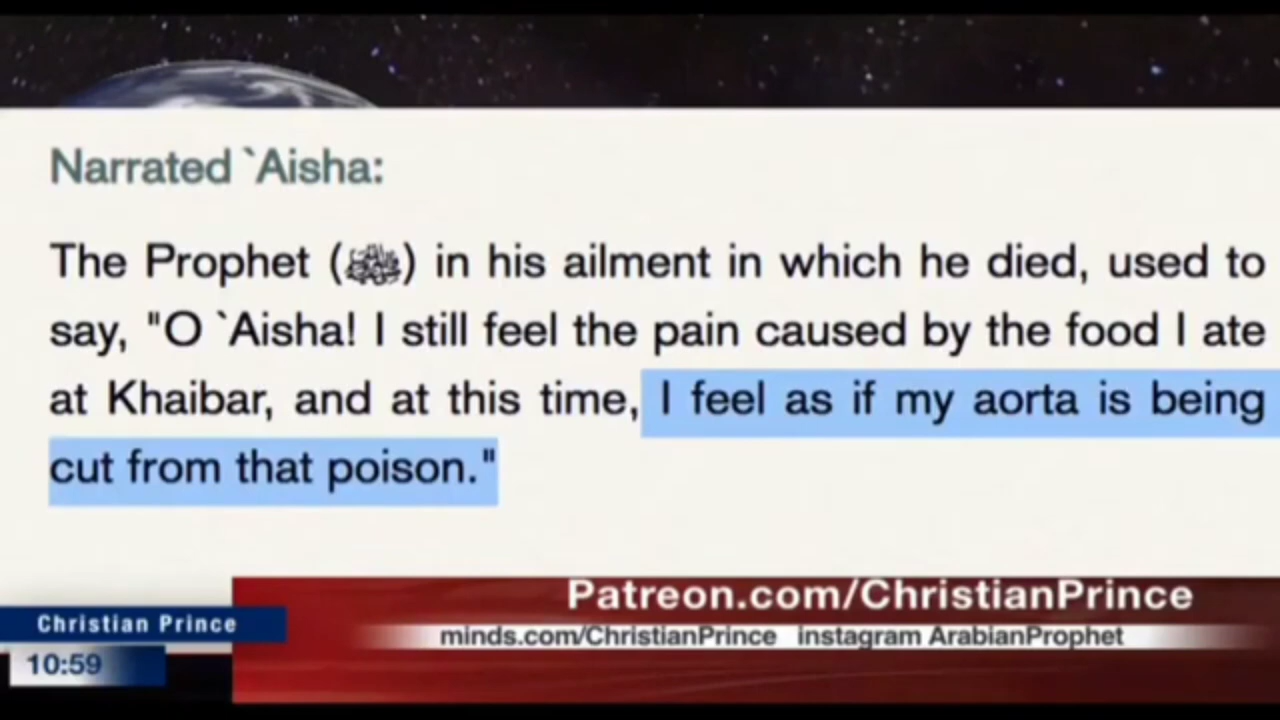 Narrated `Aisha:
The Prophet (ﷺ) in his ailment in which he died, used to
say, "O `Aisha! I still feel the pain caused by the food I ate
at Khaibar, and at this time, I feel as if my aorta is being
cut from that poison."
Patreon.com/ChristianPrince
Christian Prince
minds.com/ChristianPrince instagram ArabianProphet
10:59